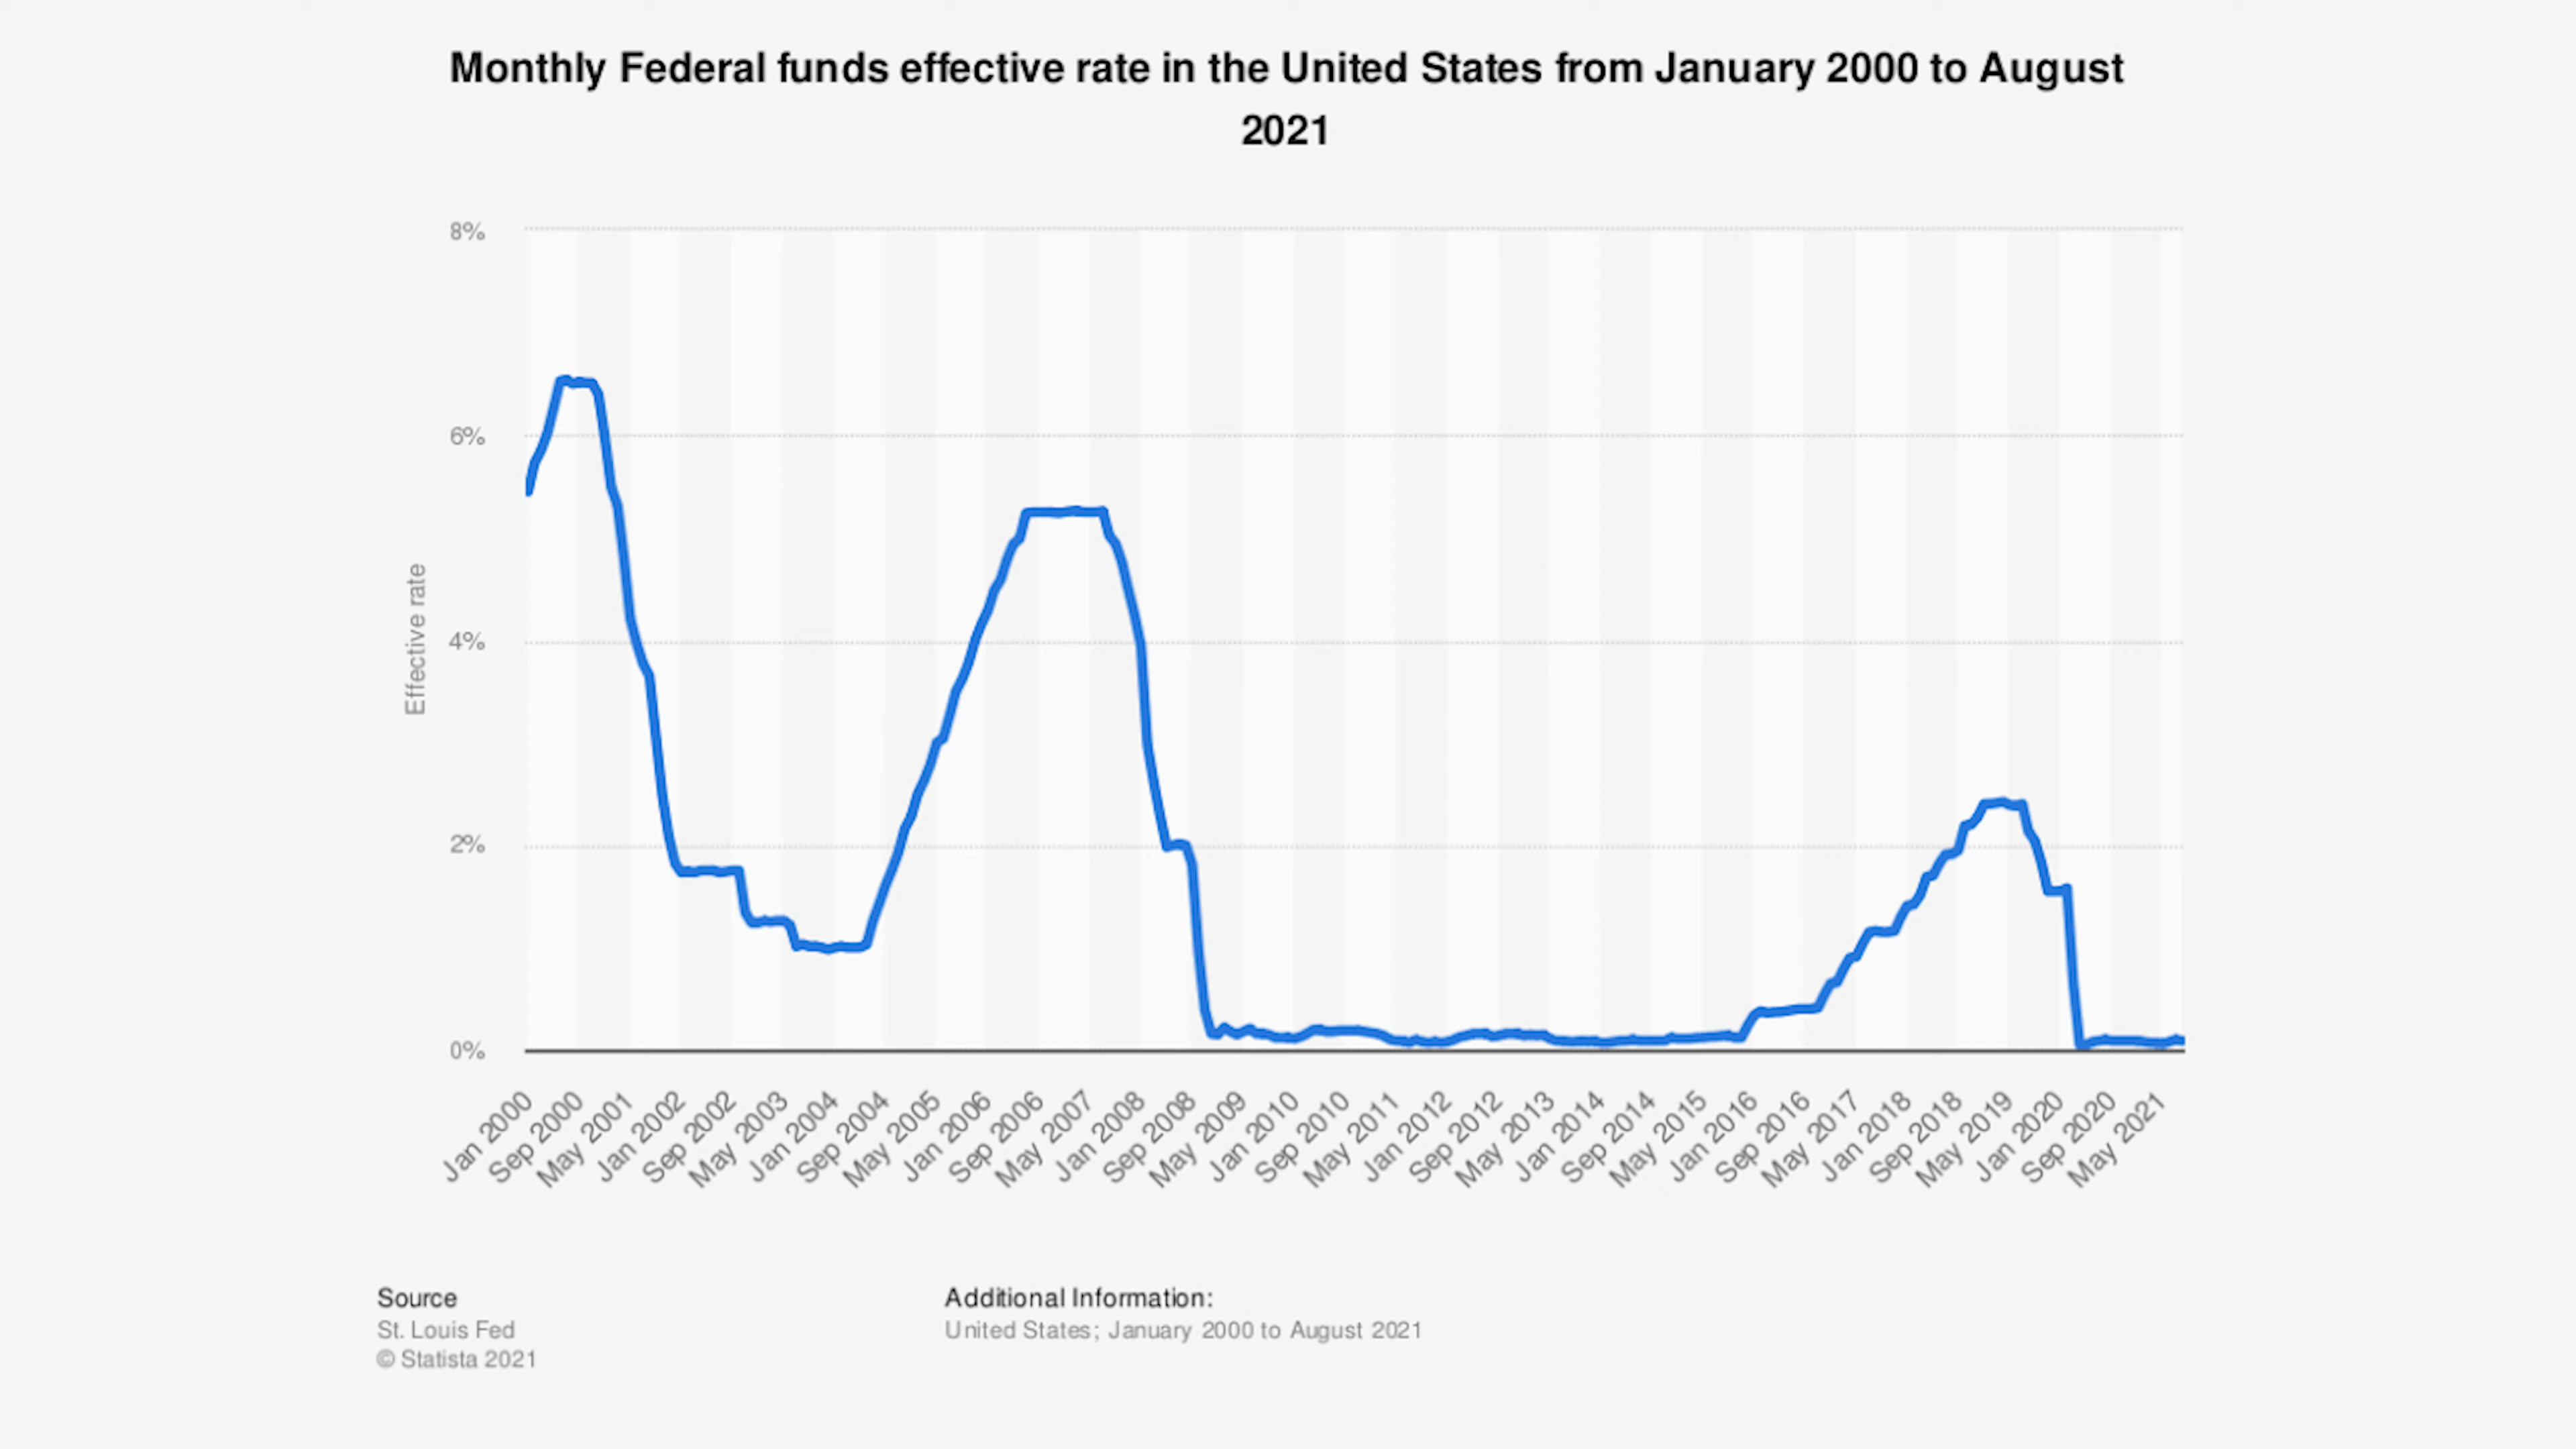 Monthly Federal funds effective rate in the United States from January 2000 to August
2021
8%
6%
4%
2%
0%
Effective rate
Jan 2000
Sep 2000
May 2001
Jan 2002
Sep 2002
May 2003
Jan 2004
Sep 2004
May 2005
Jan 2006
Sep 2006
May 2007
Jan 2008
Sep 2008
May 2009
Jan 2010
Sep 2010
May 2011
Jan 2012
Sep 2012
May 2013
Jan 2014
Sep 2014
May 2015
Jan 2016
Sep 2016
May 2017
Jan 2018
Sep 2018
May 2019
Jan 2020
Sep 2020
May 2021
Source
St. Louis Fed
© Statista 2021
Additional Information:
United States; January 2000 to August 2021